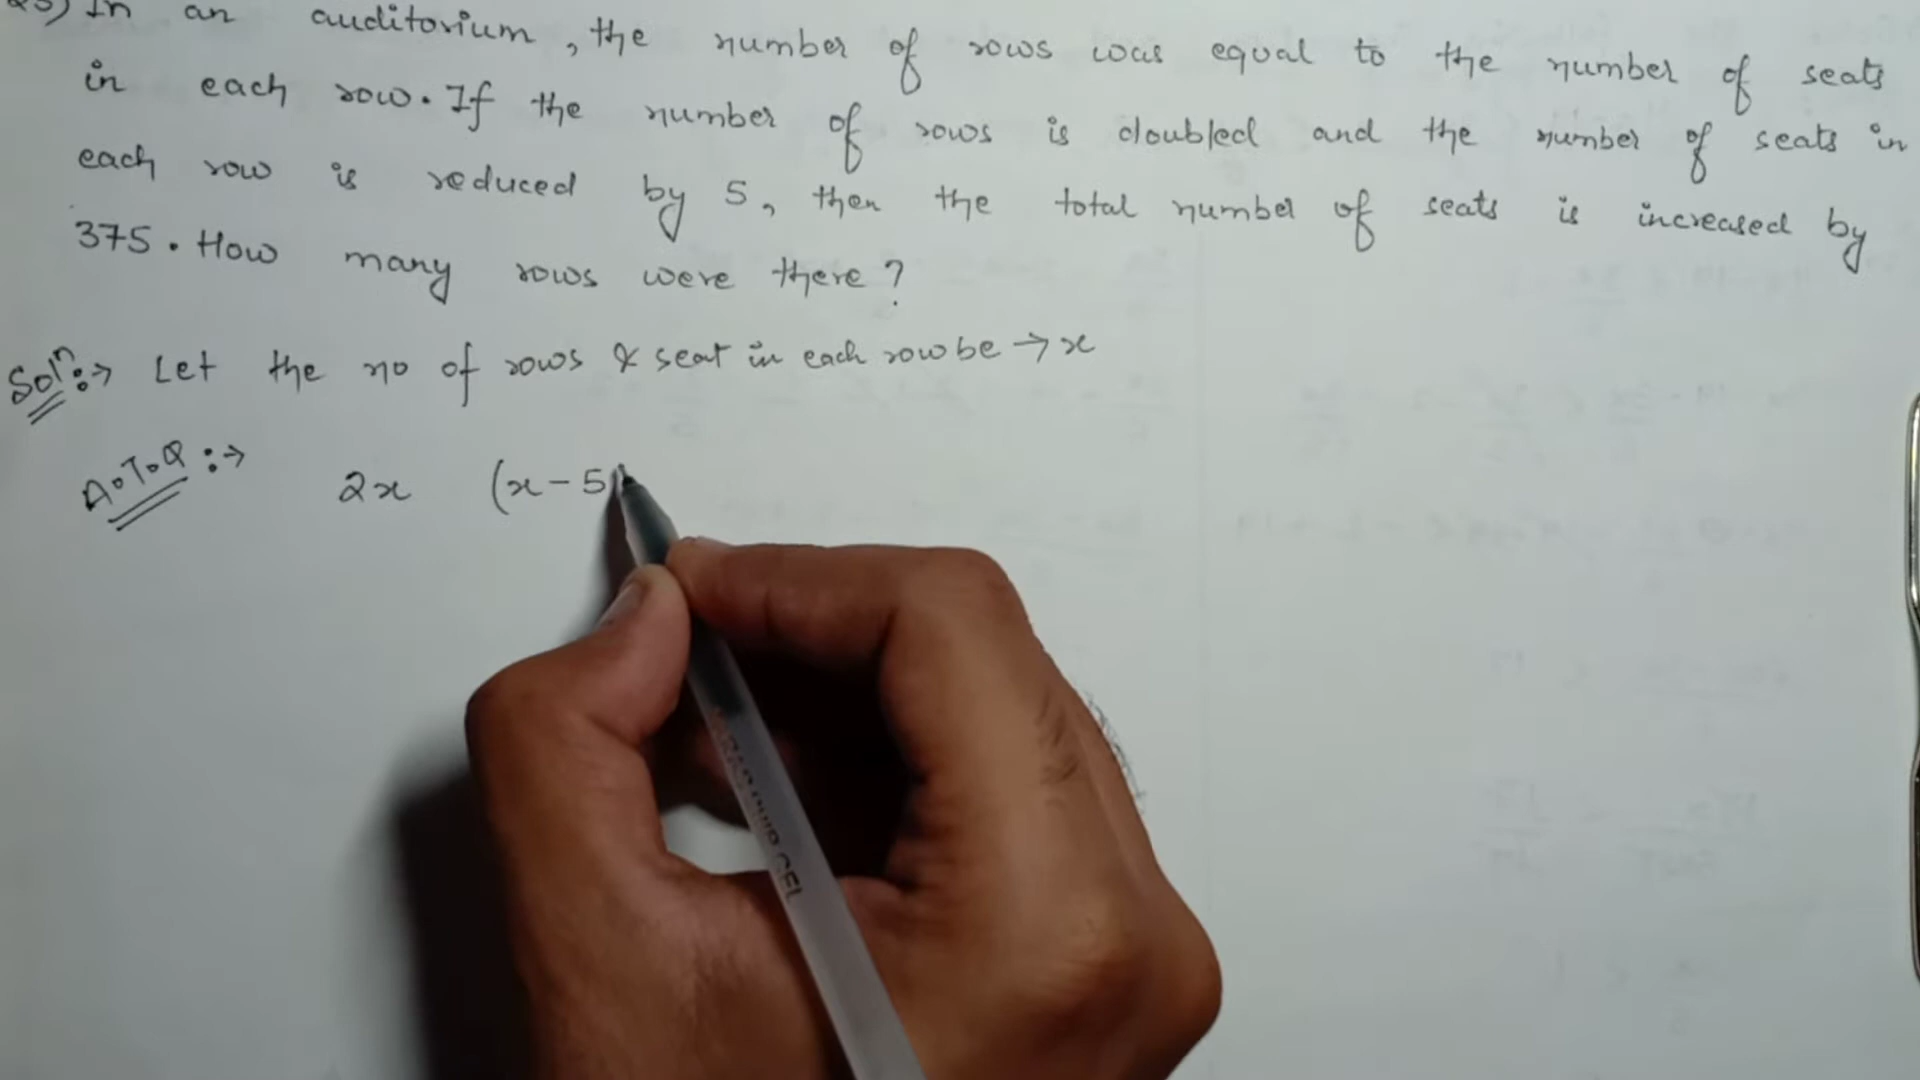 In an auditorium, the number of rows was equal to the number of seats
in each row. If the number of rows is doubled and the number of seats in
each row is reduced by 5, then the total number of seats is increased by
375. How many rows were there?
Solⁿ:→ Let the no of rows & seat in each row be → x
A.T.Q :→ 2x (x-5